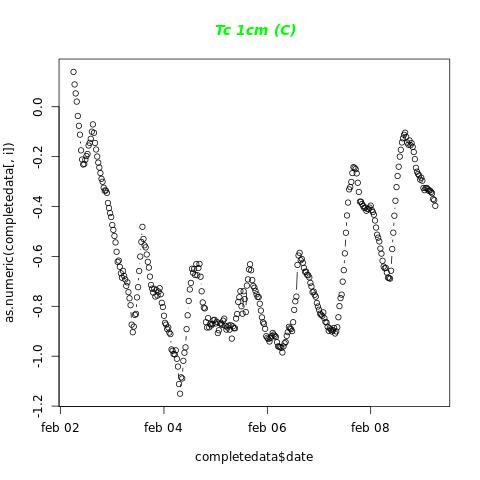 Tc 1cm (C)
as.numeric(completedata[, i])
0.0
-0.2
-0.4
-0.6
-0.8
-1.0
-1.2
feb 02 feb 04 feb 06 feb 08
completedata$date